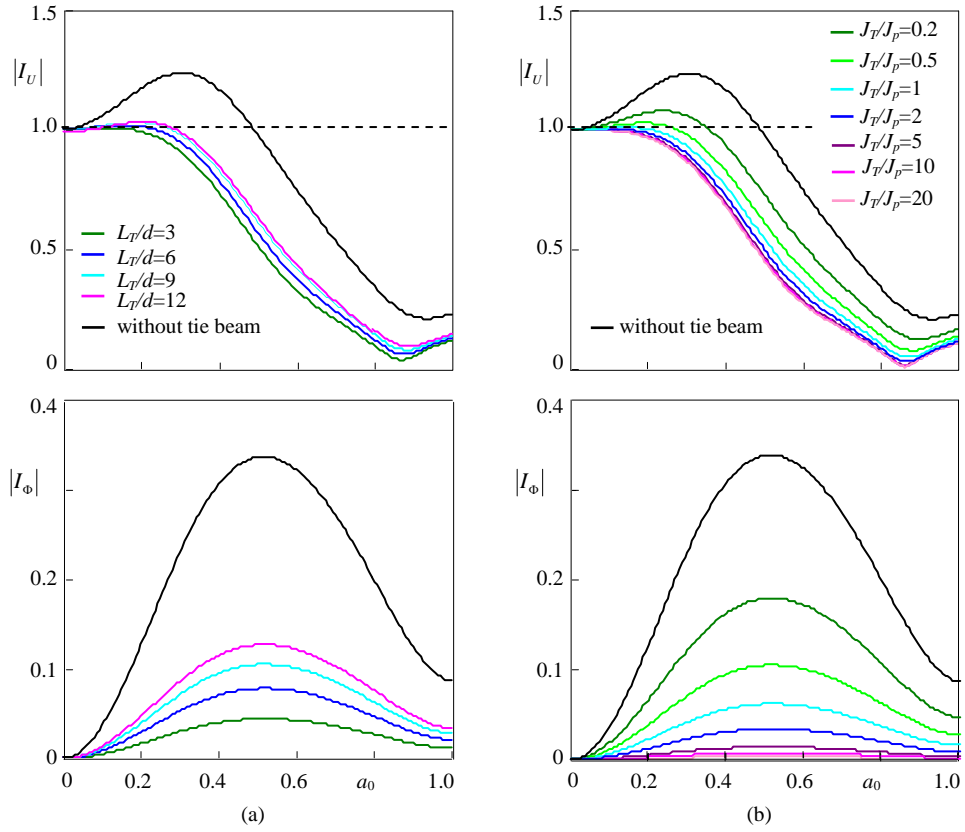 1.5
|I_U|
1.0
0.5
0
L_T/d=3
L_T/d=6
L_T/d=9
L_T/d=12
without tie beam
0.4
|I_Φ|
0.2
0.1
0
0 0.2 0.4 0.6 a_0 1.0
(a)
1.5
|I_U|
1.0
0.5
0
J_T/J_p=0.2
J_T/J_p=0.5
J_T/J_p=1
J_T/J_p=2
J_T/J_p=5
J_T/J_p=10
J_T/J_p=20
without tie beam
0.4
|I_Φ|
0.2
0.1
0
0 0.2 0.4 0.6 a_0 1.0
(b)